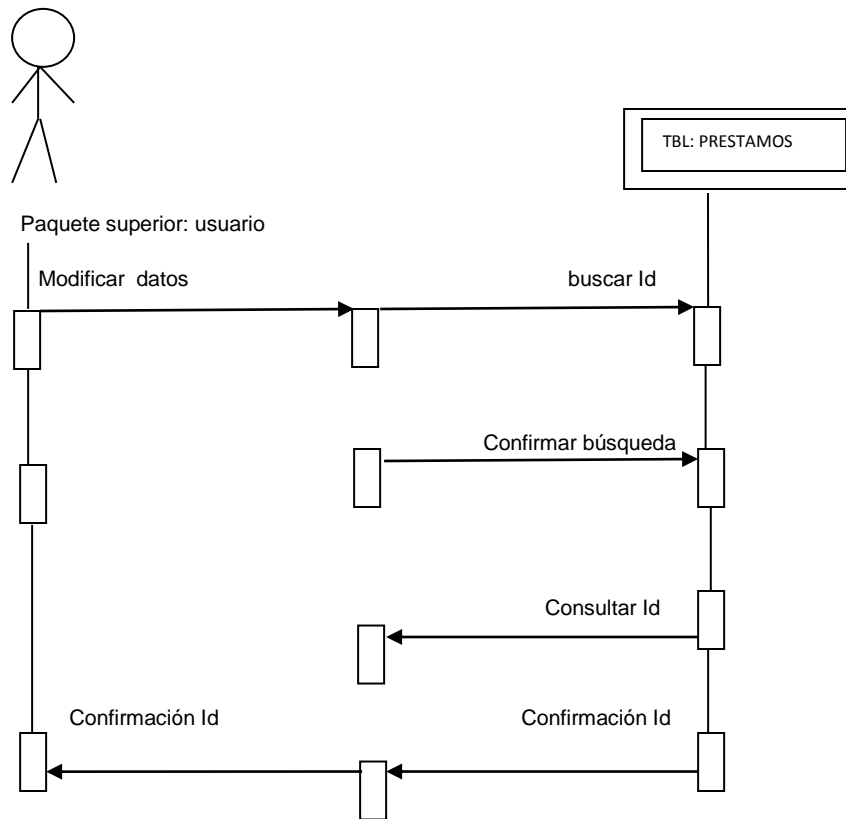 TBL: PRESTAMOS
Paquete superior: usuario
Modificar datos
buscar Id
Confirmar búsqueda
Consultar Id
Confirmación Id
Confirmación Id